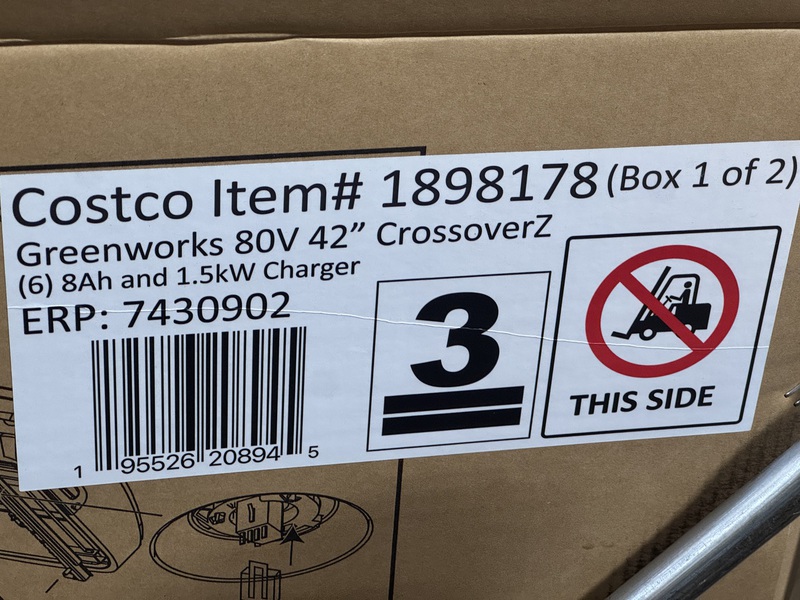 Costco Item# 1898178 (Box 1 of 2)
Greenworks 80V 42” CrossoverZ
(6) 8Ah and 1.5kW Charger
ERP: 7430902
3
THIS SIDE
1 95526 20894 5